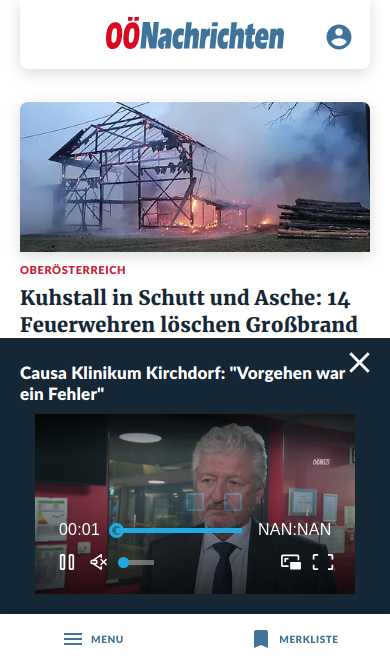 OÖNachrichten
OBERÖSTERREICH
Kuhstall in Schutt und Asche: 14
Feuerwehren löschen Großbrand
Causa Klinikum Kirchdorf: "Vorgehen war
ein Fehler"
00:01
NAN:NAN
MENU
MERKLISTE